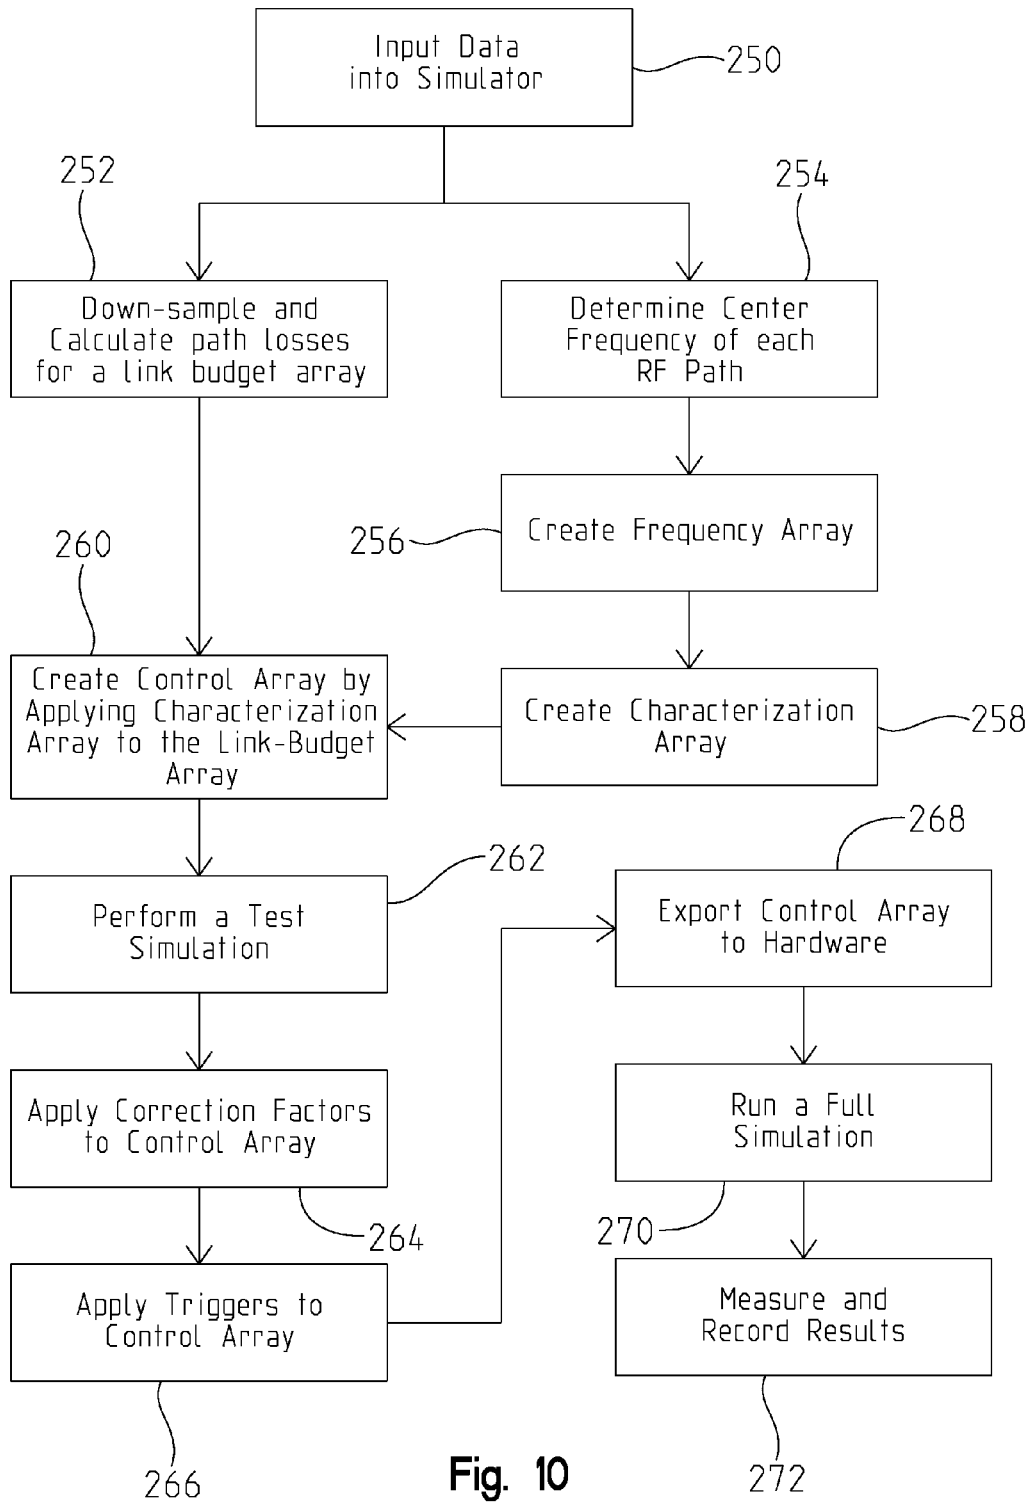 Input Data
into Simulator
250
252
254
Down-sample and
Calculate path losses
for a link budget array
Determine Center
Frequency of each
RF Path
256
Create Frequency Array
260
Create Control Array by
Applying Characterization
Array to the Link-Budget
Array
Create Characterization
Array
258
262
268
Perform a Test
Simulation
Export Control Array
to Hardware
Apply Correction Factors
to Control Array
264
Run a Full
Simulation
270
Apply Triggers to
Control Array
266
Measure and
Record Results
272
Fig. 10